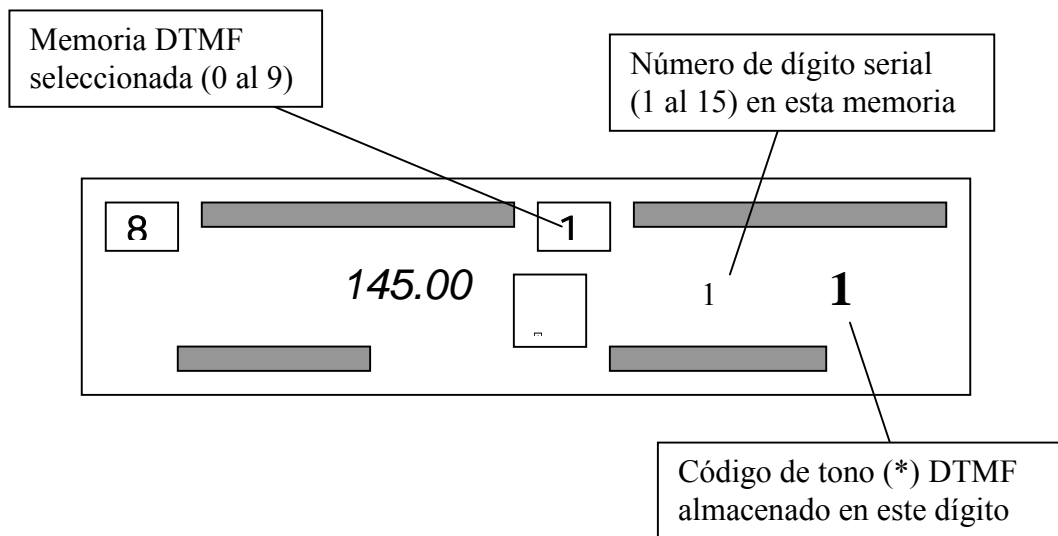 Memoria DTMF
seleccionada (0 al 9)
Número de dígito serial
(1 al 15) en esta memoria
8
1
145.00
1
1
Código de tono (*) DTMF
almacenado en este dígito